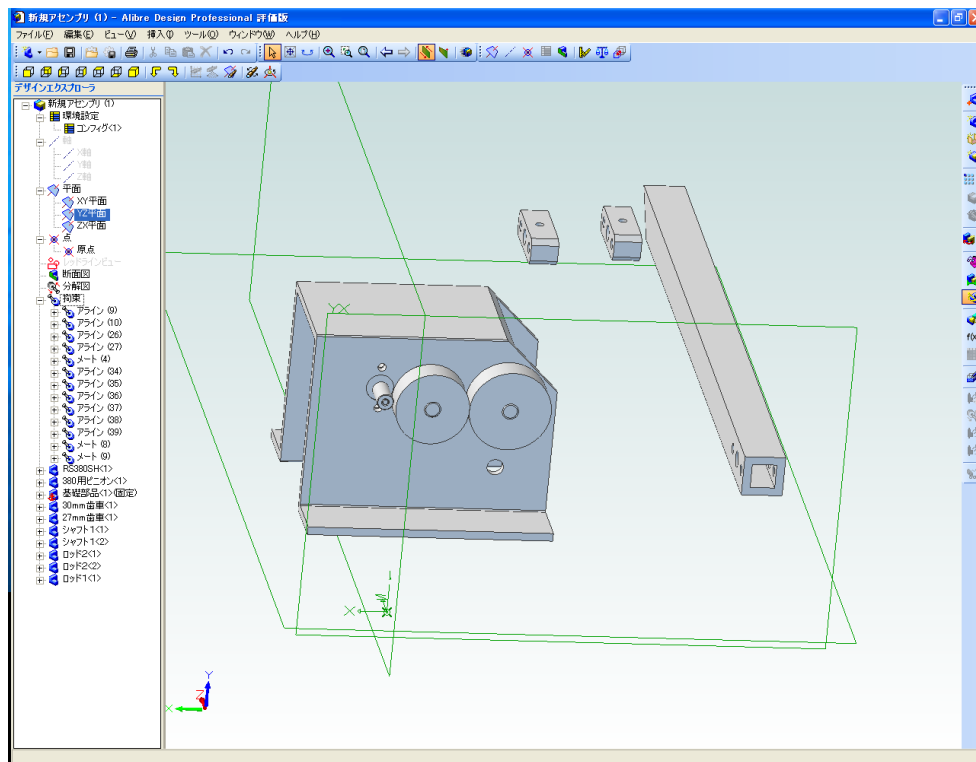 新規アセンブリ (1) - Alibre Design Professional 評価版
ファイル(F) 編集(E) ビュー(V) 挿入(I) ツール(O) ウィンドウ(W) ヘルプ(H)
デザインエクスプローラ
新規アセンブリ (1)
環境設定
コンフィグ<1>
軸
X軸
Y軸
Z軸
平面
XY平面
YZ平面
ZX平面
点
原点
レッドラインビュー
断面図
分解図
拘束
アライン (9)
アライン (10)
アライン (26)
アライン (27)
メート (4)
アライン (34)
アライン (35)
アライン (36)
アライン (37)
アライン (38)
アライン (39)
メート (8)
メート (9)
RS380SH<1>
380用ピニオン<1>
基礎部品<1>(固定)
30mm歯車<1>
27mm歯車<1>
シャフト1<1>
シャフト1<2>
ロッド2<1>
ロッド2<2>
ロッド1<1>
YX
X
Y
Z
X